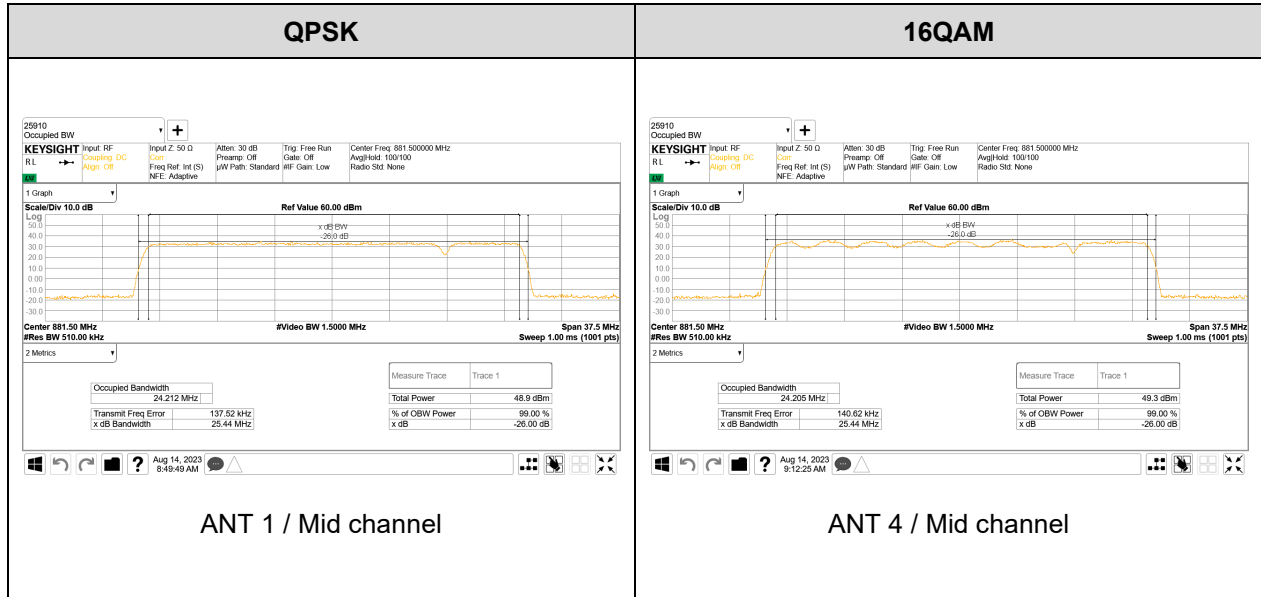 QPSK
16QAM
25910
Occupied BW
KEYSIGHT Input: RF Input Z: 50 Ω Atten: 30 dB Trig: Free Run Center Freq: 881.500000 MHz
R L Coupling: DC Corr Preamp: Off Gate: Off Avg|Hold: 100/100
Align: Off Freq Ref: Int (S) µW Path: Standard #IF Gain: Low Radio Std: None
NFE: Adaptive
1 Graph
Scale/Div 10.0 dB Ref Value 60.00 dBm
Log
50.0
40.0
30.0
20.0
10.0
0.00
-10.0
-20.0
-30.0
x dB BW
-26.0 dB
Center 881.50 MHz #Video BW 1.5000 MHz Span 37.5 MHz
#Res BW 510.00 kHz Sweep 1.00 ms (1001 pts)
2 Metrics
Measure Trace Trace 1
Occupied Bandwidth
24.212 MHz Total Power 48.9 dBm
Transmit Freq Error 137.52 kHz % of OBW Power 99.00 %
x dB Bandwidth 25.44 MHz x dB -26.00 dB
Aug 14, 2023
8:49:49 AM
ANT 1 / Mid channel
25910
Occupied BW
KEYSIGHT Input: RF Input Z: 50 Ω Atten: 30 dB Trig: Free Run Center Freq: 881.500000 MHz
R L Coupling: DC Corr Preamp: Off Gate: Off Avg|Hold: 100/100
Align: Off Freq Ref: Int (S) µW Path: Standard #IF Gain: Low Radio Std: None
NFE: Adaptive
1 Graph
Scale/Div 10.0 dB Ref Value 60.00 dBm
Log
50.0
40.0
30.0
20.0
10.0
0.00
-10.0
-20.0
-30.0
x dB BW
-26.0 dB
Center 881.50 MHz #Video BW 1.5000 MHz Span 37.5 MHz
#Res BW 510.00 kHz Sweep 1.00 ms (1001 pts)
2 Metrics
Measure Trace Trace 1
Occupied Bandwidth
24.205 MHz Total Power 49.3 dBm
Transmit Freq Error 140.62 kHz % of OBW Power 99.00 %
x dB Bandwidth 25.44 MHz x dB -26.00 dB
Aug 14, 2023
9:12:25 AM
ANT 4 / Mid channel